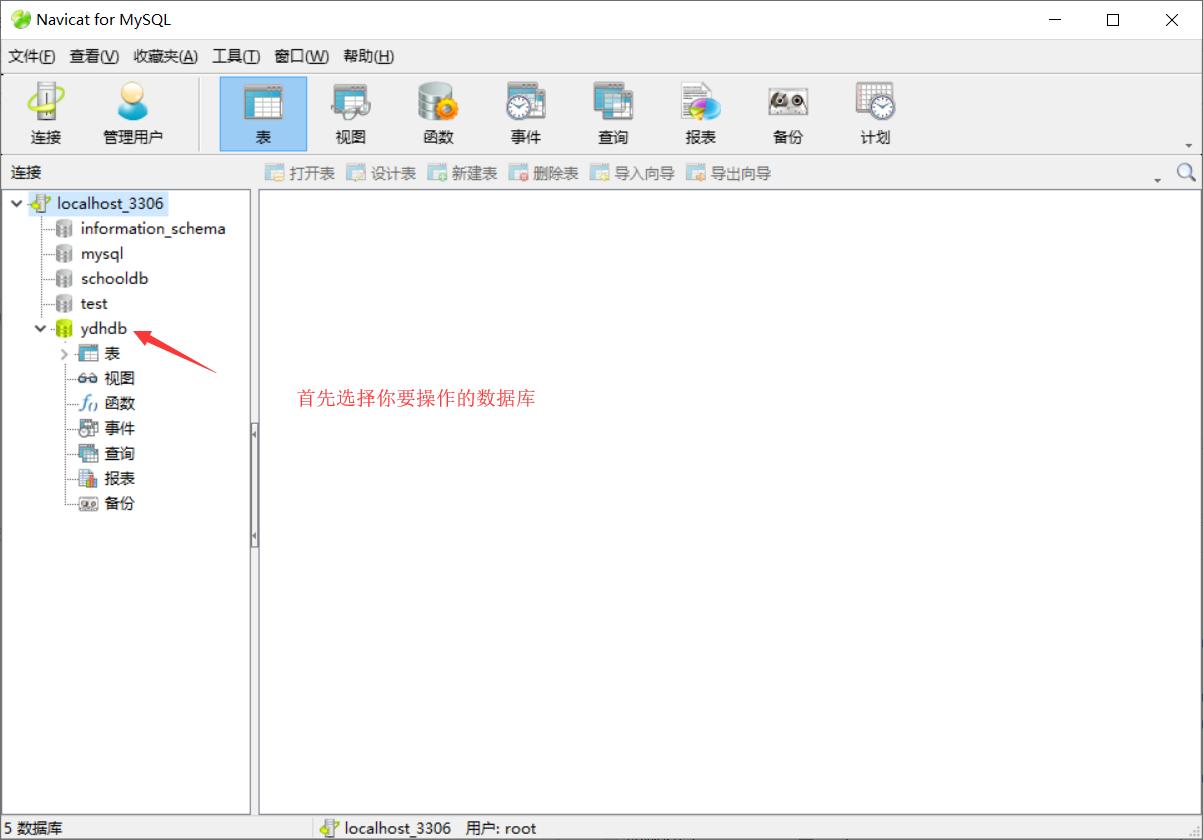 Navicat for MySQL
文件(F) 查看(V) 收藏夹(A) 工具(T) 窗口(W) 帮助(H)
连接 管理用户 表 视图 函数 事件 查询 报表 备份 计划
连接 打开表 设计表 新建表 删除表 导入向导 导出向导
localhost_3306
information_schema
mysql
schooldb
test
ydhdb
表
视图
首先选择你要操作的数据库
函数
事件
查询
报表
备份
5 数据库 localhost_3306 用户: root